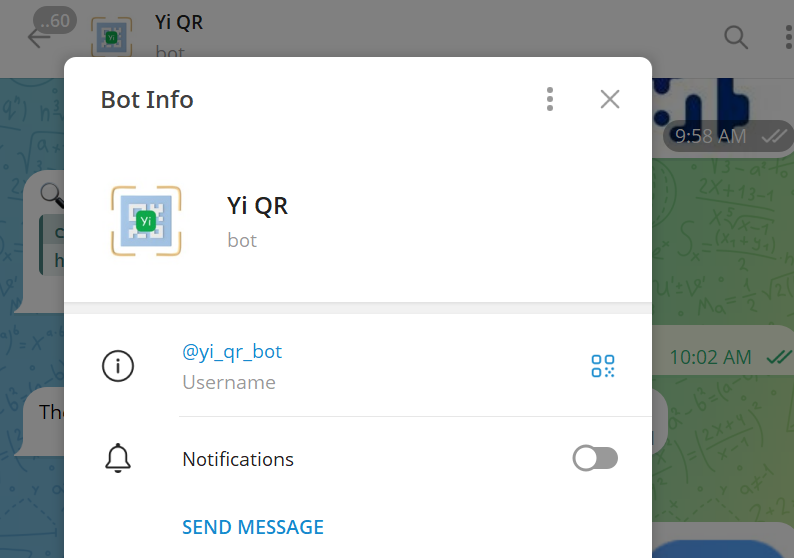 ..60
Yi QR
bot
9:58 AM
Bot Info
Yi
Yi QR
bot
@yi_qr_bot
Username
10:02 AM
Notifications
SEND MESSAGE